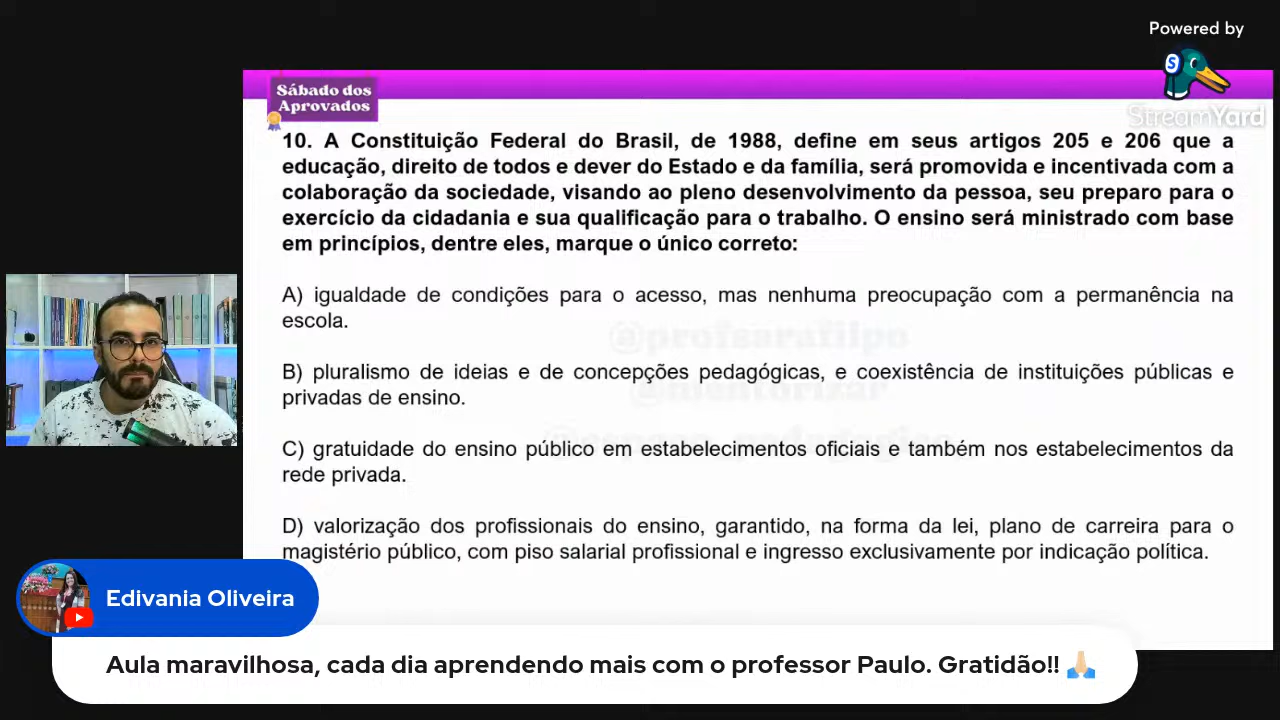 Powered by
StreamYard
Sábado dos
Aprovados
10. A Constituição Federal do Brasil, de 1988, define em seus artigos 205 e 206 que a
educação, direito de todos e dever do Estado e da família, será promovida e incentivada com a
colaboração da sociedade, visando ao pleno desenvolvimento da pessoa, seu preparo para o
exercício da cidadania e sua qualificação para o trabalho. O ensino será ministrado com base
em princípios, dentre eles, marque o único correto:
A) igualdade de condições para o acesso, mas nenhuma preocupação com a permanência na
escola.
@profsarafilpo
B) pluralismo de ideias e de concepções pedagógicas, e coexistência de instituições públicas e
privadas de ensino.
@mentorizar
C) gratuidade do ensino público em estabelecimentos oficiais e também nos estabelecimentos da
rede privada.
D) valorização dos profissionais do ensino, garantido, na forma da lei, plano de carreira para o
magistério público, com piso salarial profissional e ingresso exclusivamente por indicação política.
Edivania Oliveira
Aula maravilhosa, cada dia aprendendo mais com o professor Paulo. Gratidão!! 🙏🏼